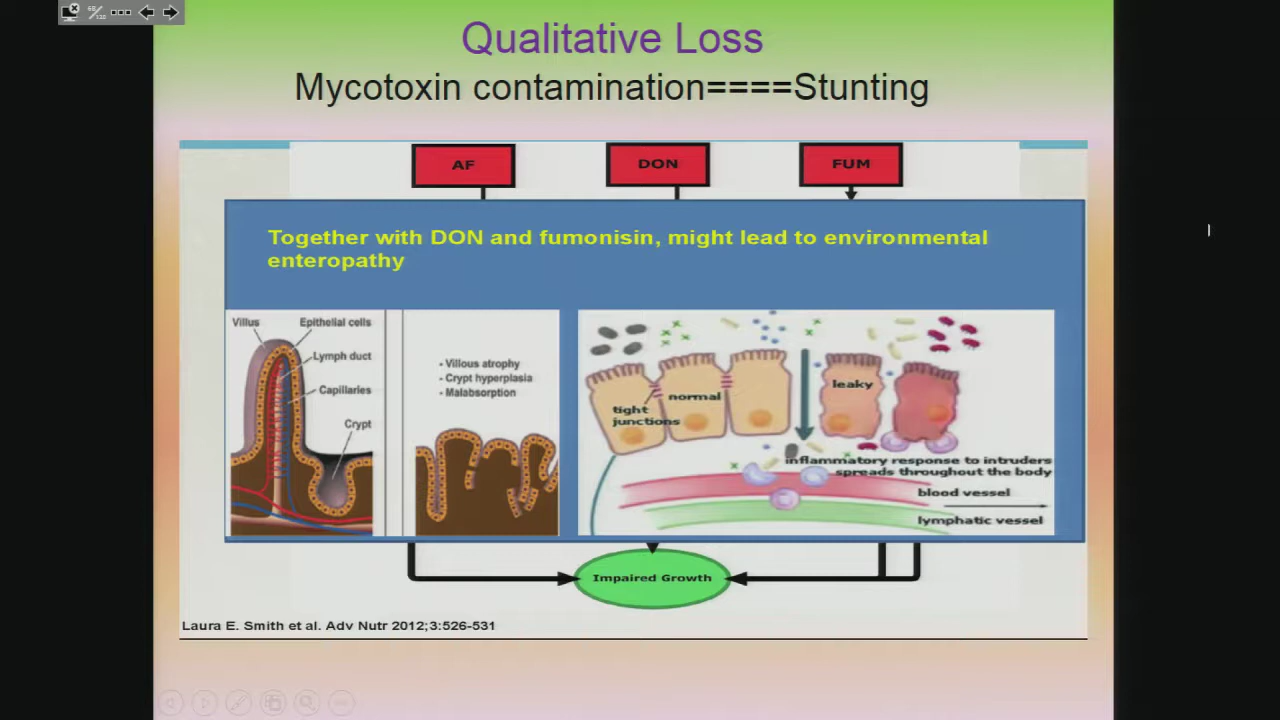 Qualitative Loss
Mycotoxin contamination====Stunting
AF
DON
FUM
Together with DON and fumonisin, might lead to environmental
enteropathy
Villus
Epithelial cells
Lymph duct
Capillaries
Crypt
• Villous atrophy
• Crypt hyperplasia
• Malabsorption
tight
junctions
normal
leaky
inflammatory response to intruders
spreads throughout the body
blood vessel
lymphatic vessel
Impaired Growth
Laura E. Smith et al. Adv Nutr 2012;3:526-531